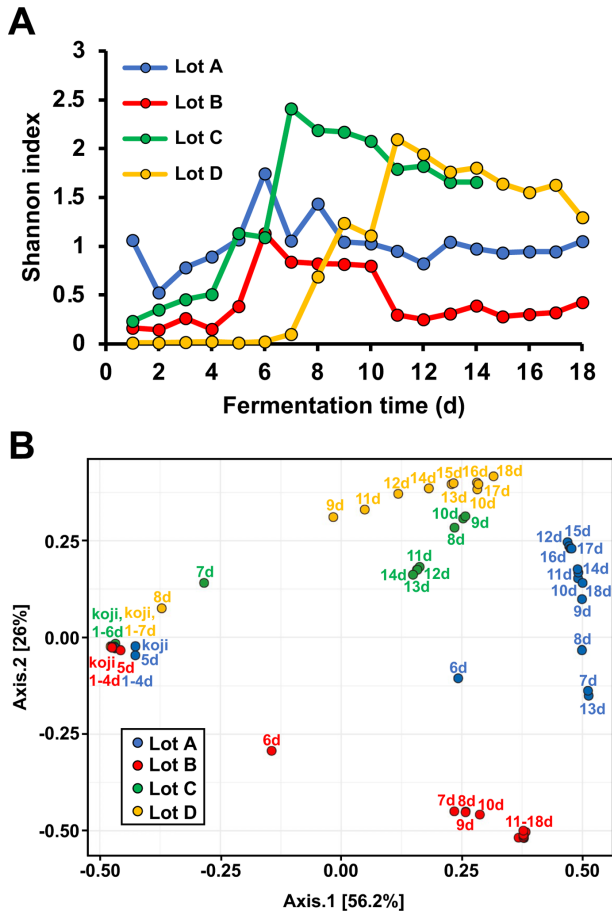 A
3
2.5
2
1.5
1
0.5
0
Shannon index
Lot A
Lot B
Lot C
Lot D
0 2 4 6 8 10 12 14 16 18
Fermentation time (d)
B
0.25
0.00
-0.25
-0.50
Axis.2 [26%]
9d 11d 12d 14d 15d 16d 18d
13d 17d
10d
10d
9d
8d
11d
14d 12d
13d
7d
8d
koji, koji,
1-6d 1-7d
koji
5d
koji 5d
1-4d 1-4d
12d 15d
16d 17d
11d 14d
10d 18d
9d
8d
6d
7d
13d
6d
7d 8d 10d
9d
11-18d
Lot A
Lot B
Lot C
Lot D
-0.50 -0.25 0.00 0.25 0.50
Axis.1 [56.2%]